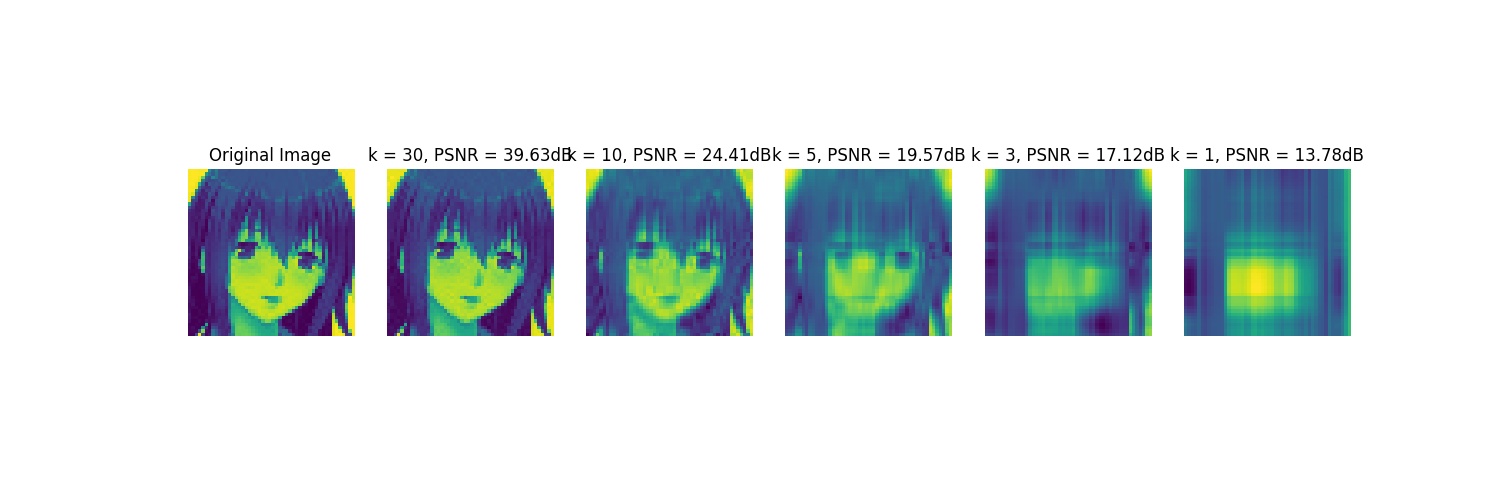 Original Image
k = 30, PSNR = 39.63dB
k = 10, PSNR = 24.41dB
k = 5, PSNR = 19.57dB
k = 3, PSNR = 17.12dB
k = 1, PSNR = 13.78dB